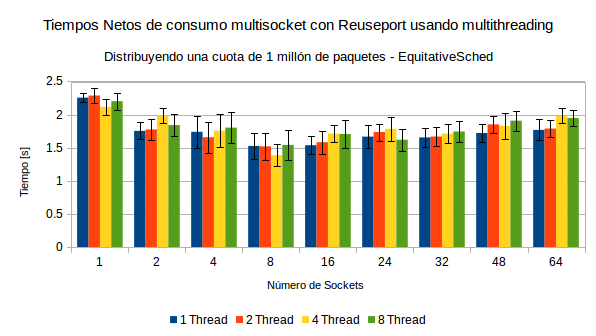 Tiempos Netos de consumo multisocket con Reuseport usando multithreading
Distribuyendo una cuota de 1 millón de paquetes - EquitativeSched
2.5
2
1.5
1
0.5
0
Tiempo [s]
1 2 4 8 16 24 32 48 64
Número de Sockets
1 Thread 2 Thread 4 Thread 8 Thread